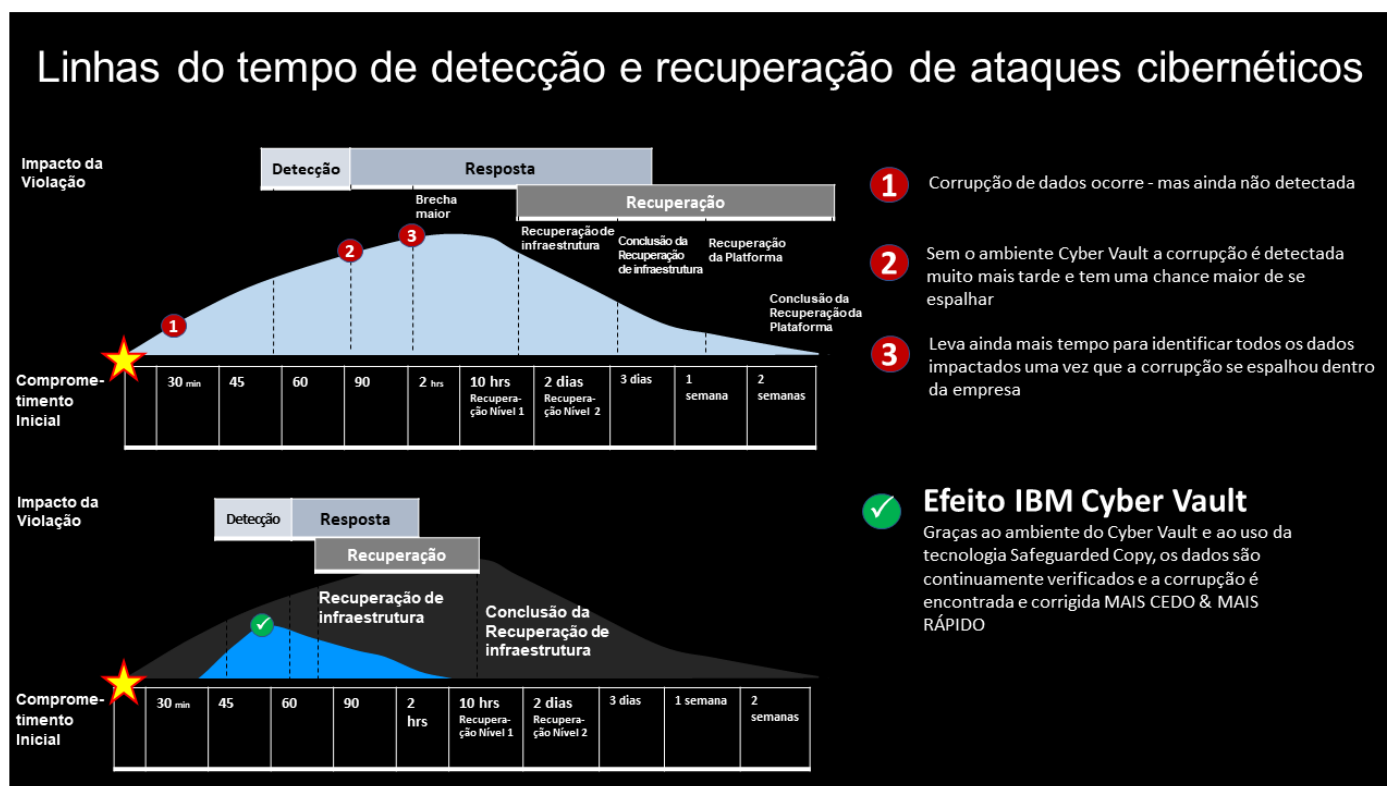 Linhas do tempo de detecção e recuperação de ataques cibernéticos
Impacto da
Violação
Detecção
Resposta
Recuperação
Brecha
maior
Recuperação de
infraestrutura
Conclusão da
Recuperação
de infraestrutura
Recuperação
da Platforma
Conclusão da
Recuperação da
Plataforma
1
2
3
Comprome-
timento
Inicial
30 min
45
60
90
2 hrs
10 hrs
Recupera-
ção Nível 1
2 dias
Recupera-
ção Nível 2
3 dias
1
semana
2
semanas
1
Corrupção de dados ocorre - mas ainda não detectada
2
Sem o ambiente Cyber Vault a corrupção é detectada
muito mais tarde e tem uma chance maior de se
espalhar
3
Leva ainda mais tempo para identificar todos os dados
impactados uma vez que a corrupção se espalhou dentro
da empresa
Impacto da
Violação
Detecção
Resposta
Recuperação
Recuperação de
infraestrutura
Conclusão da
Recuperação de
infraestrutura
Comprome-
timento
Inicial
30 min
45
60
90
2
hrs
10 hrs
Recupera-
ção Nível 1
2 dias
Recupera-
ção Nível 2
3 dias
1 semana
2
semanas
Efeito IBM Cyber Vault
Graças ao ambiente do Cyber Vault e ao uso da
tecnologia Safeguarded Copy, os dados são
continuamente verificados e a corrupção é
encontrada e corrigida MAIS CEDO & MAIS
RÁPIDO